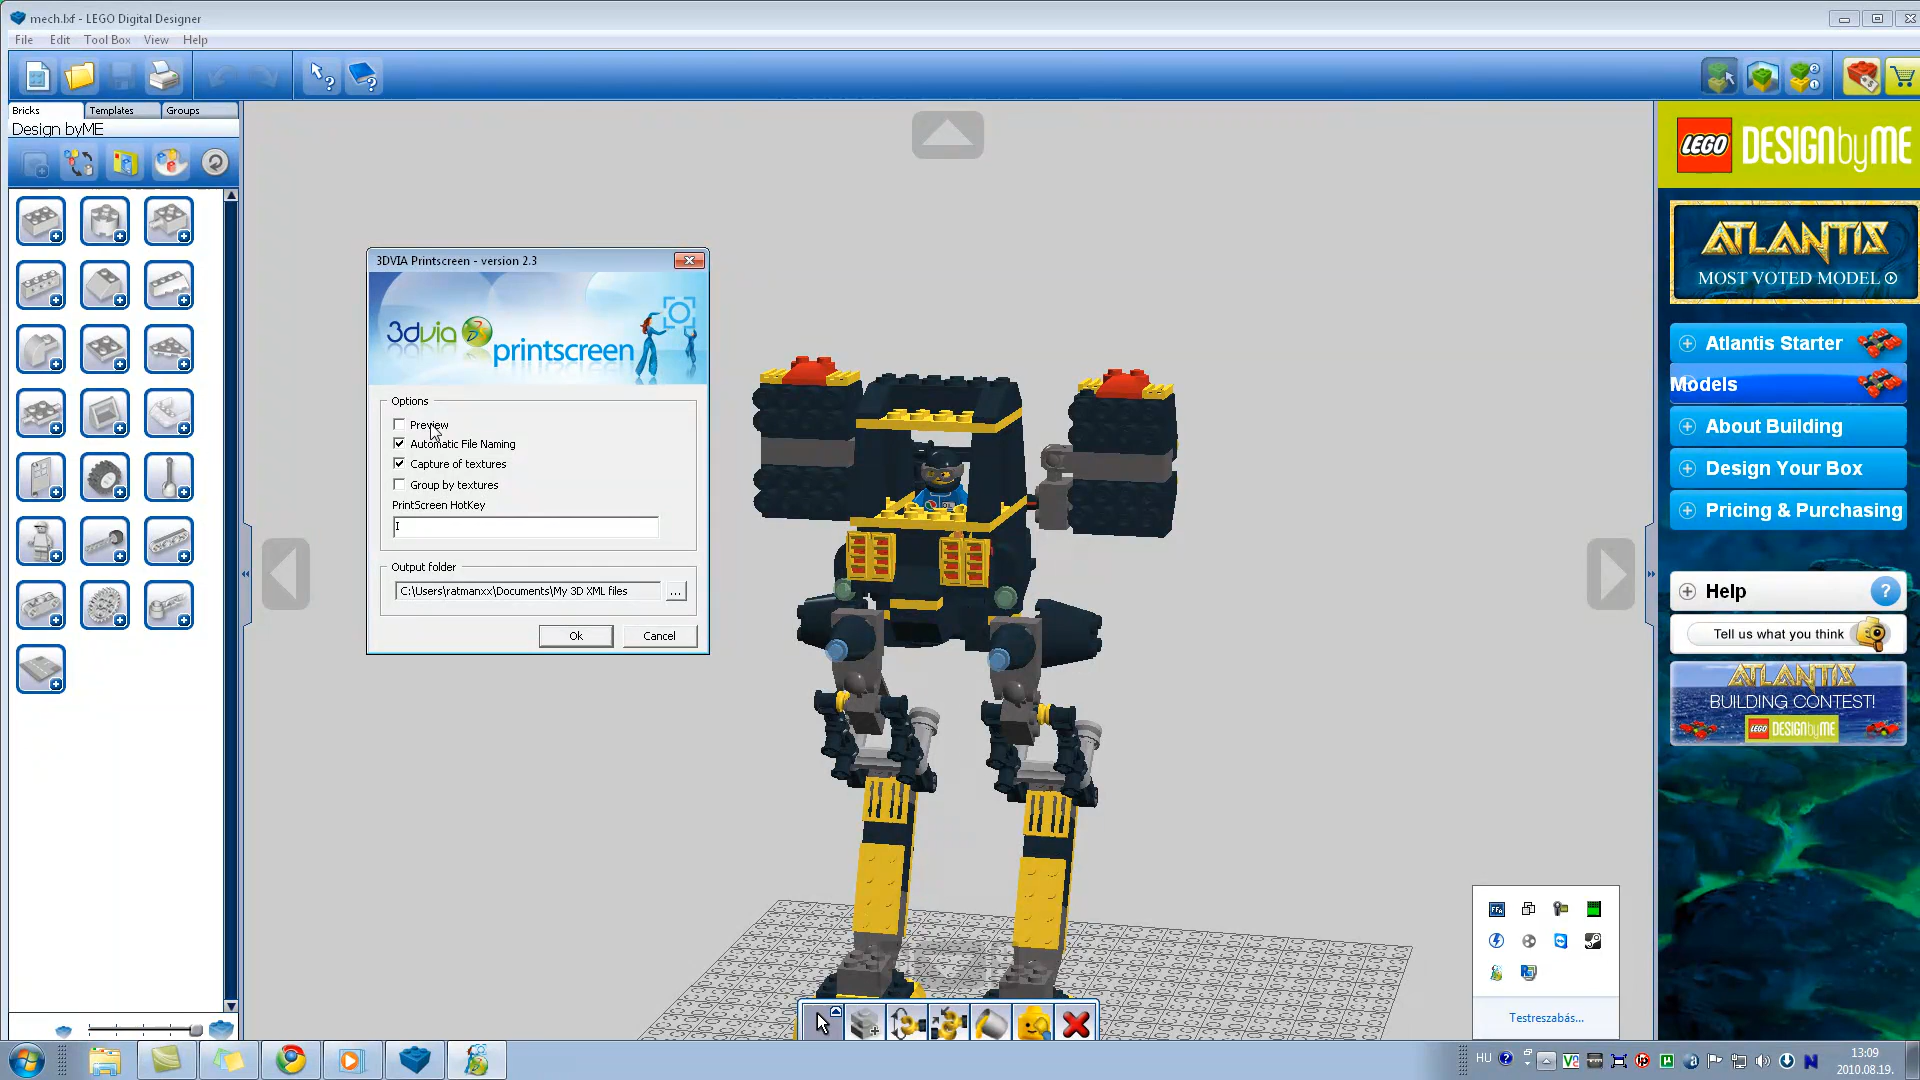 mech.lxf - LEGO Digital Designer
File Edit Tool Box View Help
Bricks Templates Groups
Design byME
3DVIA Printscreen - version 2.3
3dvia printscreen
Options
Preview
Automatic File Naming
Capture of textures
Group by textures
PrintScreen HotKey
I
Output folder
C:\Users\ratmanxx\Documents\My 3D XML files
...
Ok Cancel
LEGO DESIGNbyME
ATLANTIS
MOST VOTED MODEL
Atlantis Starter
Models
About Building
Design Your Box
Pricing & Purchasing
Help ?
Tell us what you think
ATLANTIS
BUILDING CONTEST!
LEGO DESIGNbyME
Testreszabás...
HU
13:09
2010.08.19.